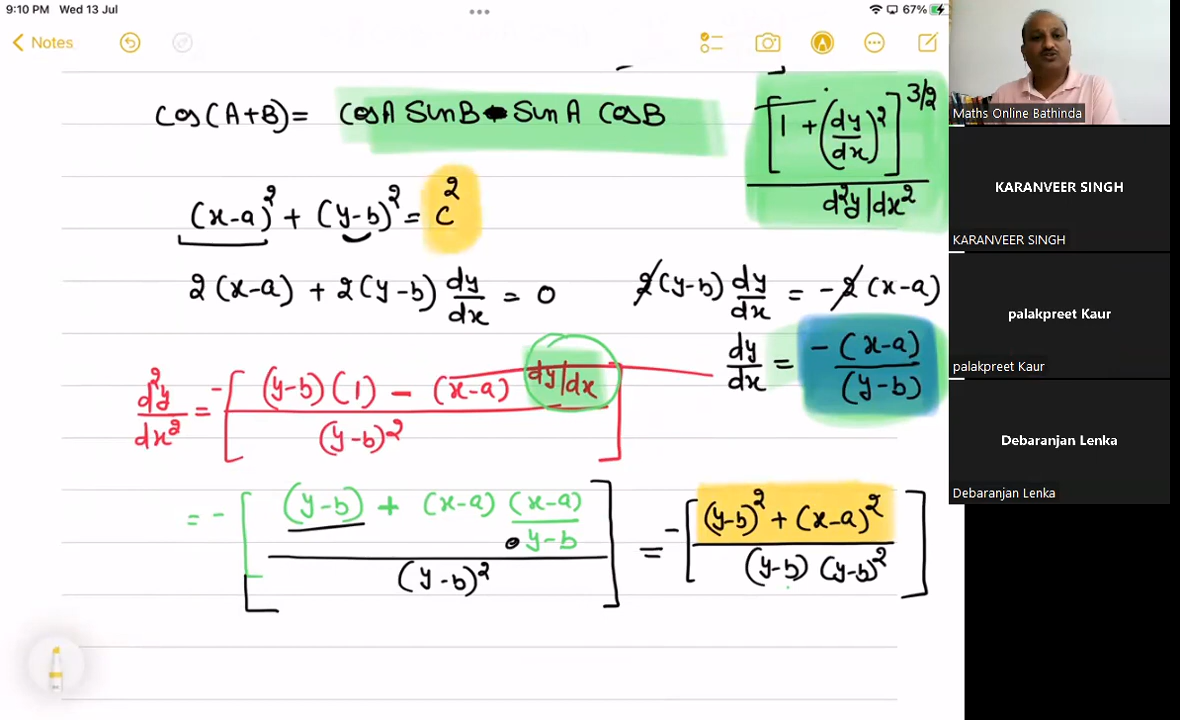 9:10 PM Wed 13 Jul
67%
Notes
cos(A+B)= cosA SinB - SinA cosB
[1 + (dy/dx)²]^3/2
d²y/dx²
(x-a)² + (y-b)² = c²
2(x-a) + 2(y-b) dy/dx = 0
2(y-b) dy/dx = -2(x-a)
dy/dx = -(x-a)/(y-b)
d²y/dx² = -[(y-b)(1) - (x-a) dy/dx / (y-b)²]
= -[(y-b) + (x-a) (x-a)/y-b / (y-b)²] = -[(y-b)² + (x-a)² / (y-b) (y-b)²]
Maths Online Bathinda
KARANVEER SINGH
KARANVEER SINGH
palakpreet Kaur
palakpreet Kaur
Debaranjan Lenka
Debaranjan Lenka